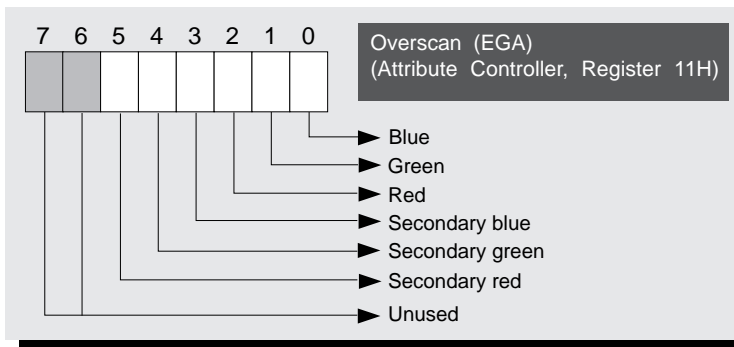 7 6 5 4 3 2 1 0
Overscan (EGA)
(Attribute Controller, Register 11H)
Blue
Green
Red
Secondary blue
Secondary green
Secondary red
Unused